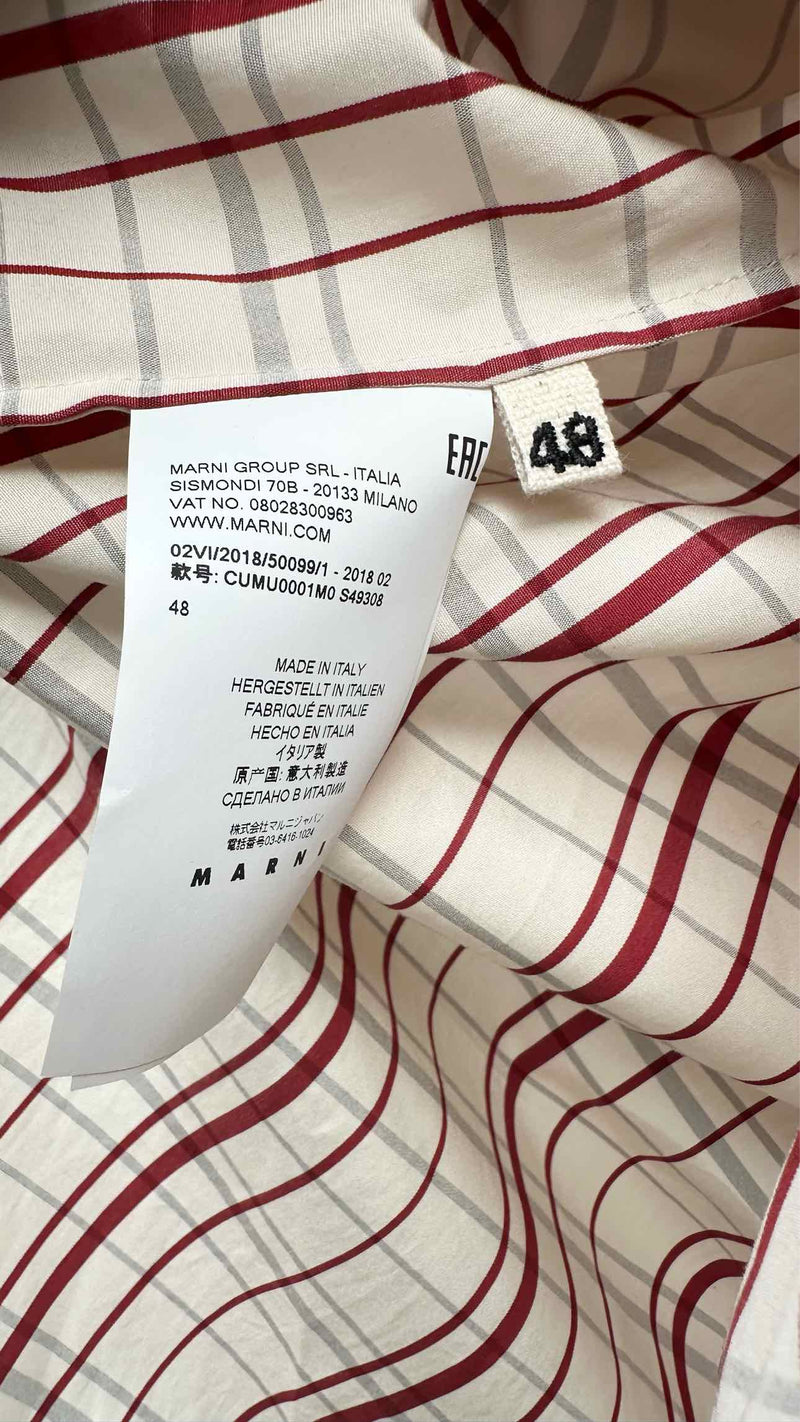 EAC
48
MARNI GROUP SRL - ITALIA
SISMONDI 70B - 20133 MILANO
VAT NO. 08028300963
WWW.MARNI.COM
02VI/2018/50099/1 - 2018 02
款号: CUMU0001M0 S49308
48
MADE IN ITALY
HERGESTELLT IN ITALIEN
FABRIQUÉ EN ITALIE
HECHO EN ITALIA
イタリア製
原产国: 意大利製造
СДЕЛАНО В ИТАЛИИ
株式会社マルニジャパン
電話番号03-6416-1024
MARNI